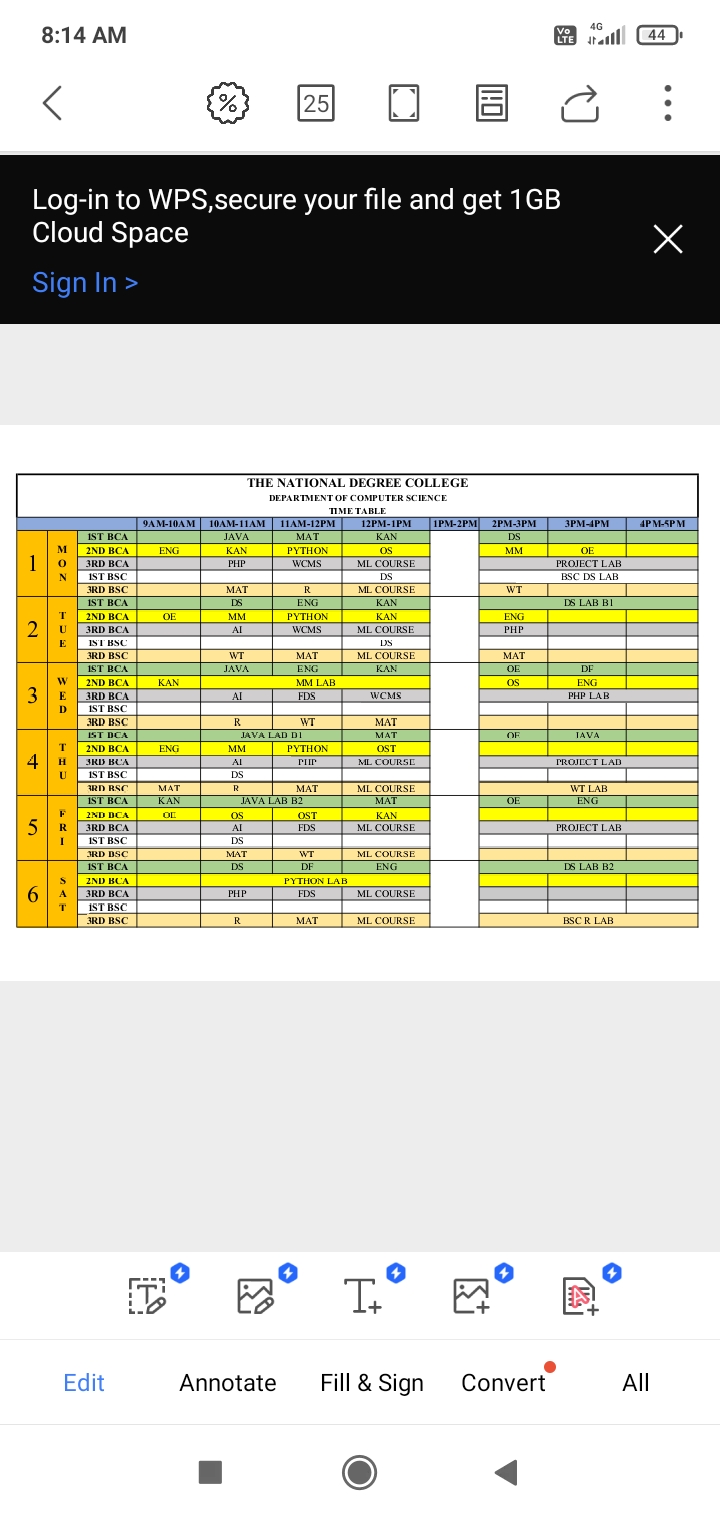 8:14 AM
Vo LTE 4G 44
25
Log-in to WPS,secure your file and get 1GB
Cloud Space
Sign In >
THE NATIONAL DEGREE COLLEGE
DEPARTMENT OF COMPUTER SCIENCE
TIME TABLE
9AM-10AM 10AM-11AM 11AM-12PM 12PM-1PM 1PM-2PM 2PM-3PM 3PM-4PM 4PM-5PM
1 MON
1ST BCA JAVA MAT KAN DS
2ND BCA ENG KAN PYTHON OS MM OE
3RD BCA PHP WCMS ML COURSE PROJECT LAB
1ST BSC DS BSC DS LAB
3RD BSC MAT R ML COURSE WT
2 TUE
1ST BCA DS ENG KAN DS LAB B1
2ND BCA OE MM PYTHON KAN ENG
3RD BCA AI WCMS ML COURSE PHP
1ST BSC DS
3RD BSC WT MAT ML COURSE MAT
3 WED
1ST BCA JAVA ENG KAN OE DF
2ND BCA KAN MM LAB OS ENG
3RD BCA AI FDS WCMS PHP LAB
1ST BSC
3RD BSC R WT MAT
4 THU
1ST BCA JAVA LAB B1 MAT OE JAVA
2ND BCA ENG MM PYTHON OST
3RD BCA AI PHP ML COURSE PROJECT LAB
1ST BSC DS
3RD BSC MAT R MAT ML COURSE WT LAB
5 FRI
1ST BCA KAN JAVA LAB B2 MAT OE ENG
2ND BCA OE OS OST KAN
3RD BCA AI FDS ML COURSE PROJECT LAB
1ST BSC DS
3RD BSC MAT WT ML COURSE
6 SAT
1ST BCA DS DF ENG DS LAB B2
2ND BCA PYTHON LAB
3RD BCA PHP FDS ML COURSE
1ST BSC
3RD BSC R MAT ML COURSE BSC R LAB
Edit Annotate Fill & Sign Convert All